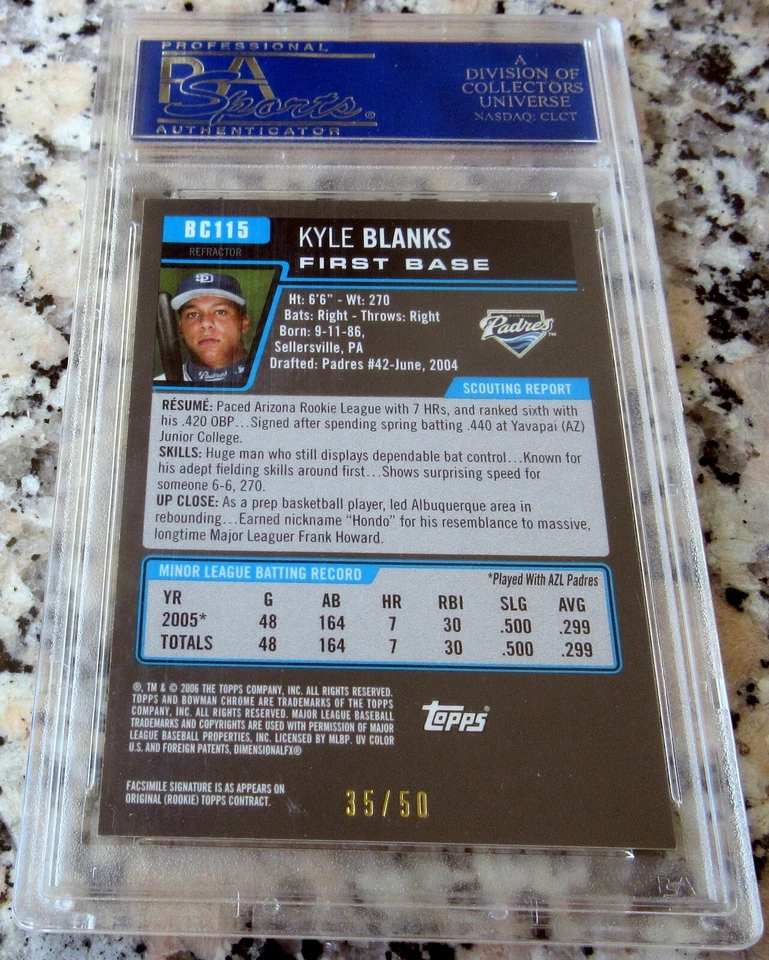 PROFESSIONAL
PSA
Sports
AUTHENTICATOR
A
DIVISION OF
COLLECTORS
UNIVERSE
NASDAQ: CLCT
BC115
REFRACTOR
KYLE BLANKS
FIRST BASE
SD
Padres
Ht: 6'6" - Wt: 270
Bats: Right - Throws: Right
Born: 9-11-86,
Sellersville, PA
Drafted: Padres #42-June, 2004
Padres™
SCOUTING REPORT
RÉSUMÉ: Paced Arizona Rookie League with 7 HRs, and ranked sixth with
his .420 OBP...Signed after spending spring batting .440 at Yavapai (AZ)
Junior College.
SKILLS: Huge man who still displays dependable bat control...Known for
his adept fielding skills around first...Shows surprising speed for
someone 6-6, 270.
UP CLOSE: As a prep basketball player, led Albuquerque area in
rebounding...Earned nickname "Hondo" for his resemblance to massive,
longtime Major Leaguer Frank Howard.
MINOR LEAGUE BATTING RECORD
*Played With AZL Padres
YR G AB HR RBI SLG AVG
2005* 48 164 7 30 .500 .299
TOTALS 48 164 7 30 .500 .299
®, TM & © 2006 THE TOPPS COMPANY, INC. ALL RIGHTS RESERVED.
TOPPS AND BOWMAN CHROME ARE TRADEMARKS OF THE TOPPS
COMPANY, INC. ALL RIGHTS RESERVED. MAJOR LEAGUE BASEBALL
TRADEMARKS AND COPYRIGHTS ARE USED WITH PERMISSION OF MAJOR
LEAGUE BASEBALL PROPERTIES, INC. LICENSED BY MLBP. UV COLOR
U.S. AND FOREIGN PATENTS, DIMENSIONALFX®
Topps®
FACSIMILE SIGNATURE IS AS APPEARS ON
ORIGINAL (ROOKIE) TOPPS CONTRACT.
35/50
PSA